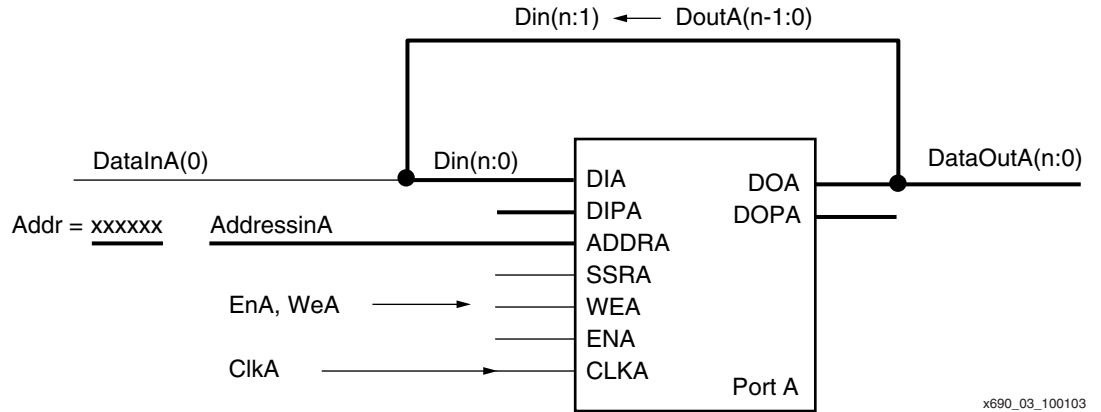 Din(n:1) ← DoutA(n-1:0)
DataInA(0)
Din(n:0)
DataOutA(n:0)
DIA
DOA
DIPA
DOPA
Addr = xxxxxx
AddressinA
ADDRA
SSRA
EnA, WeA
WEA
ENA
ClkA
CLKA
Port A
x690_03_100103